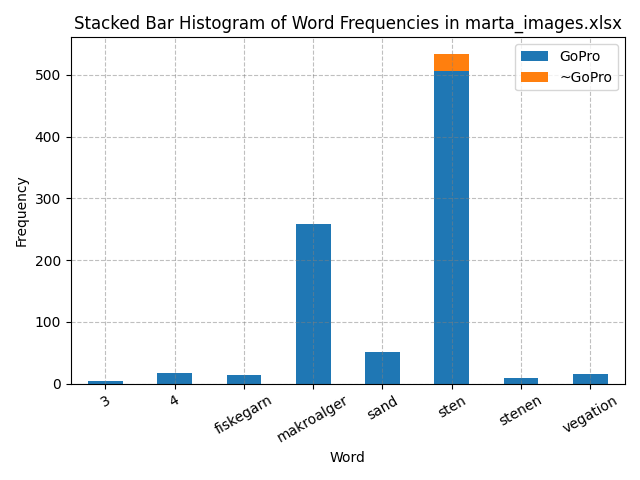 Stacked Bar Histogram of Word Frequencies in marta_images.xlsx
GoPro
~GoPro
500
400
300
200
100
0
Frequency
3
4
fiskegarn
makroalger
sand
sten
stenen
vegation
Word